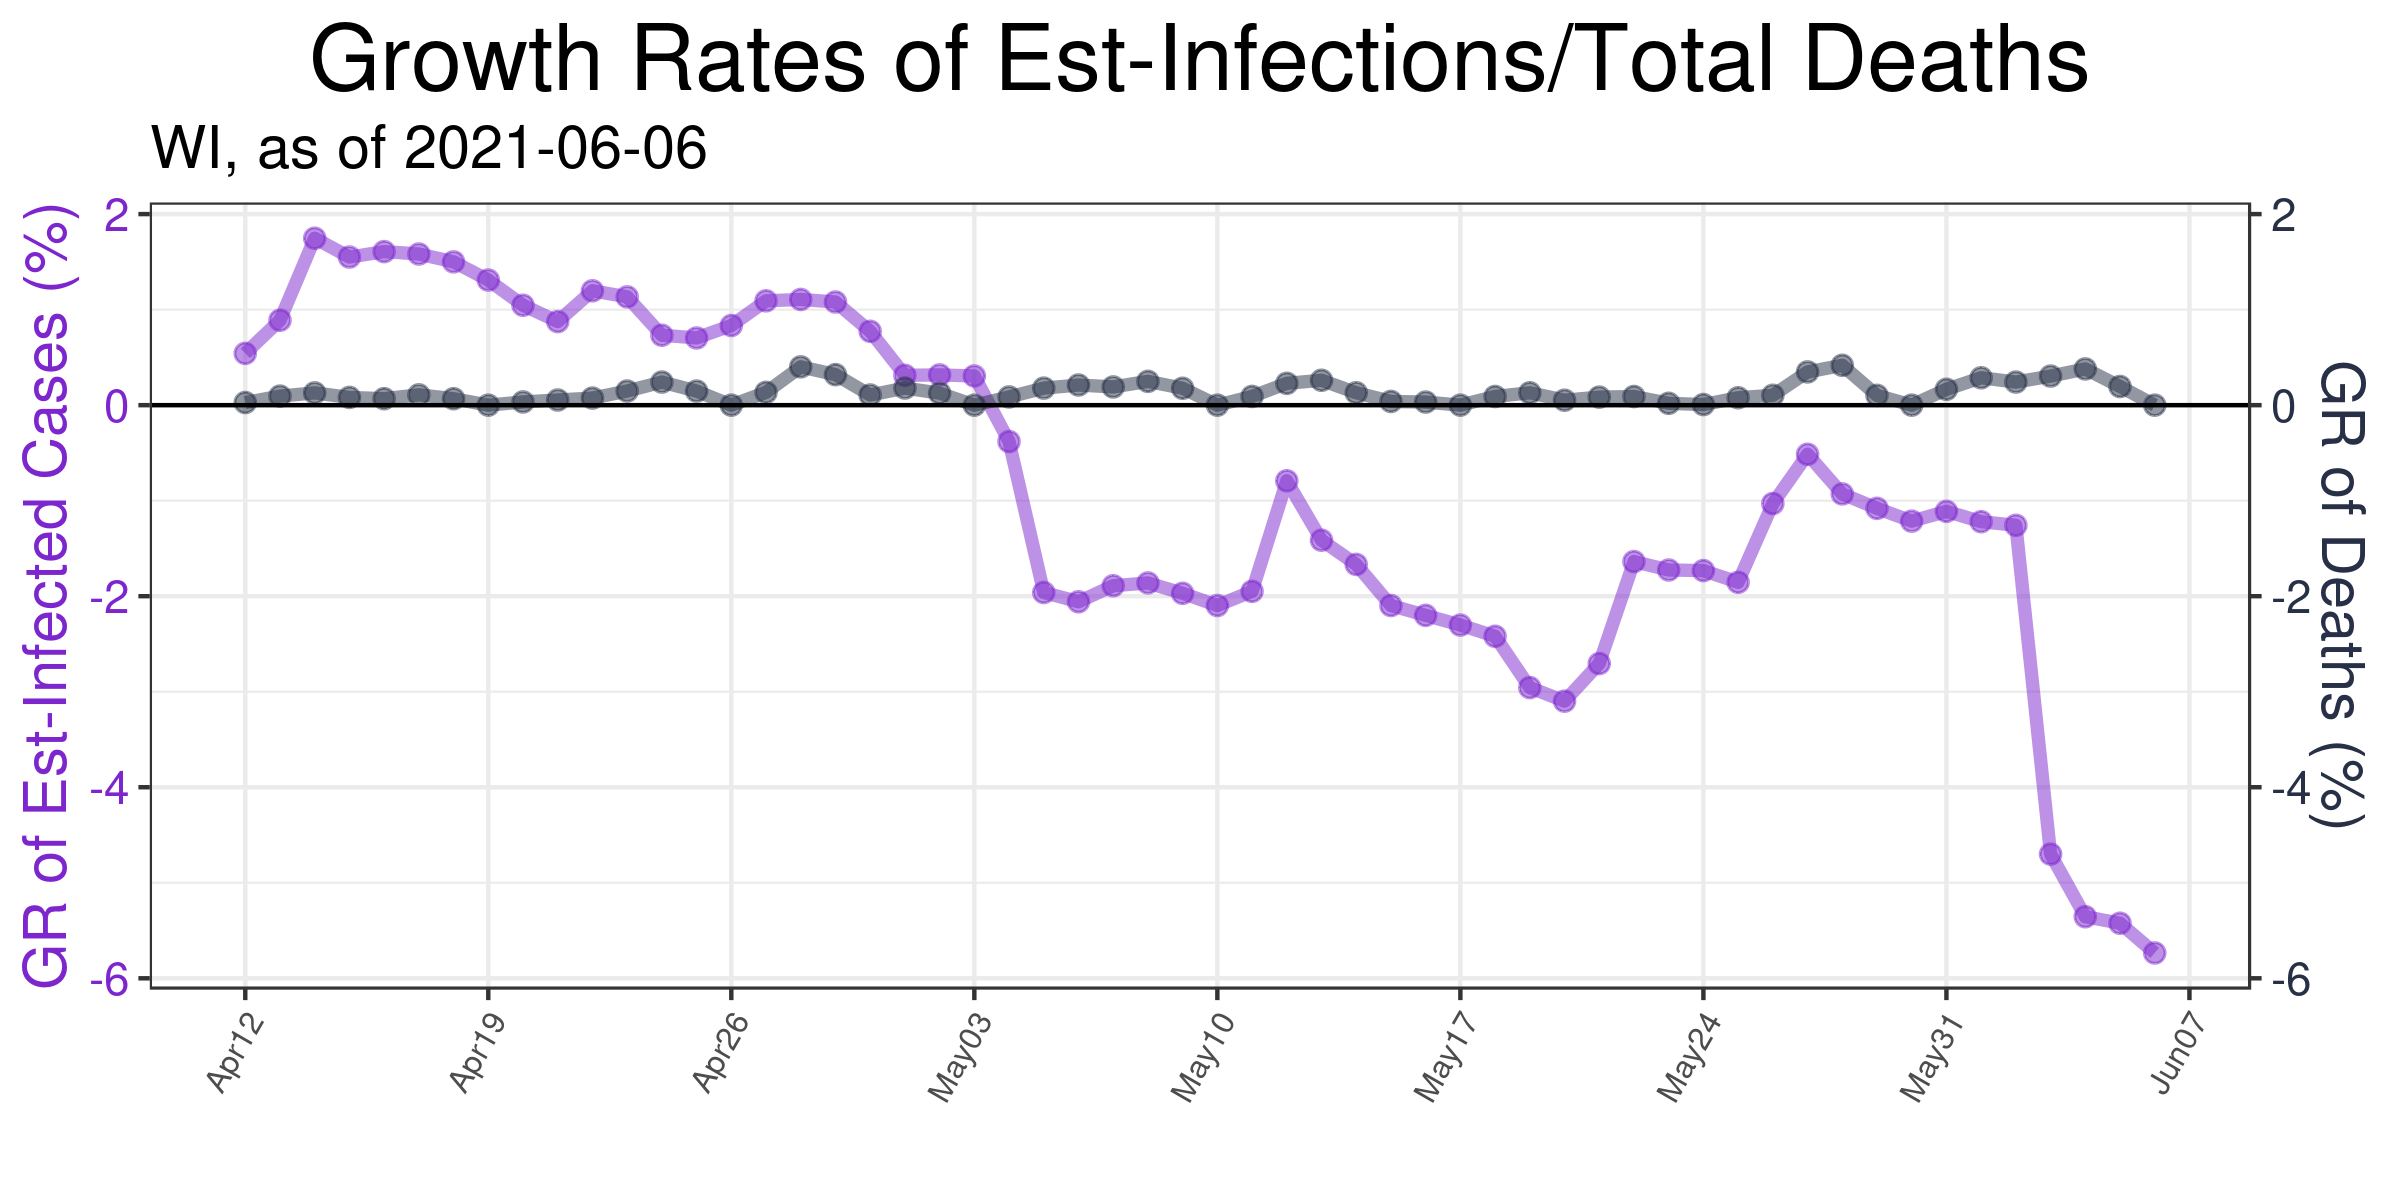 Growth Rates of Est-Infections/Total Deaths
WI, as of 2021-06-06
GR of Est-Infected Cases (%)
2
0
-2
-4
-6
2
0
-2
-4
-6
GR of Deaths (%)
Apr12
Apr19
Apr26
May03
May10
May17
May24
May31
Jun07